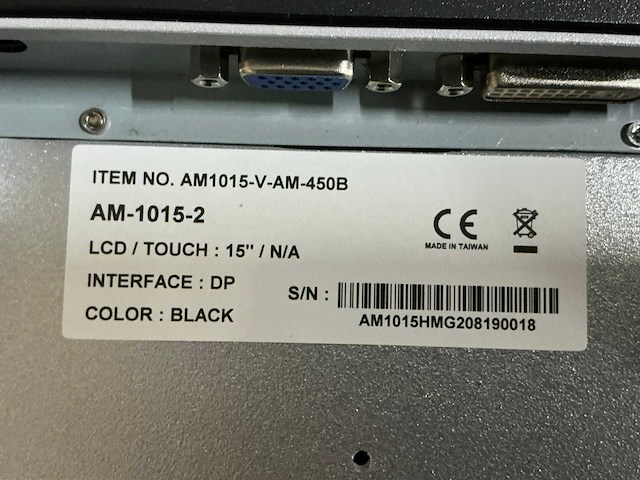 ITEM NO. AM1015-V-AM-450B
AM-1015-2
LCD / TOUCH : 15" / N/A
INTERFACE : DP
COLOR : BLACK
CE
MADE IN TAIWAN
S/N :
AM1015HMG208190018